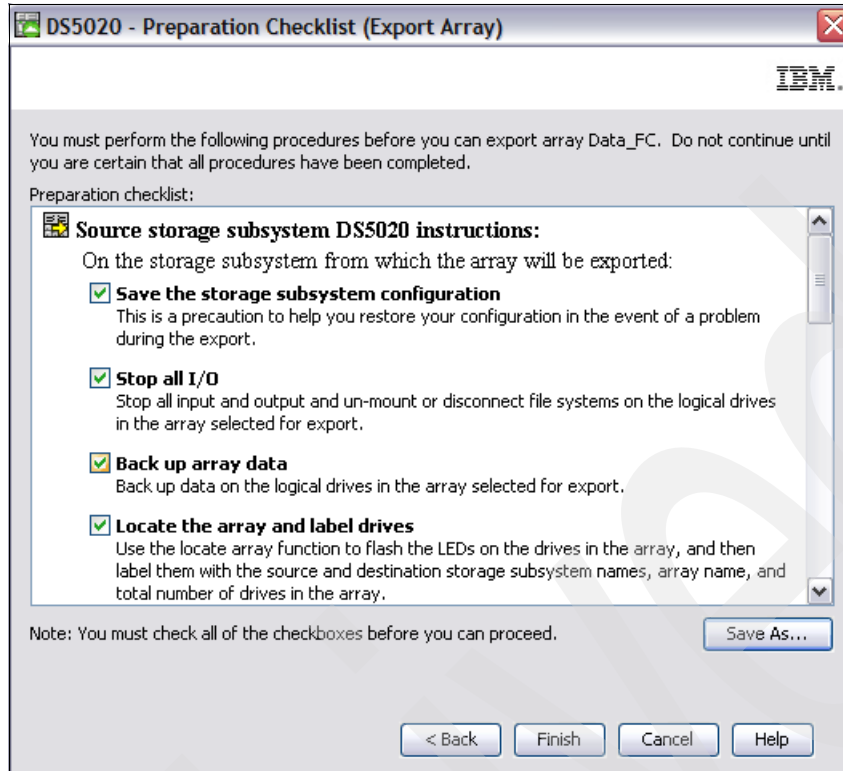 DS5020 - Preparation Checklist (Export Array)
IBM.
You must perform the following procedures before you can export array Data_FC. Do not continue until
you are certain that all procedures have been completed.
Preparation checklist:
Source storage subsystem DS5020 instructions:
On the storage subsystem from which the array will be exported:
Save the storage subsystem configuration
This is a precaution to help you restore your configuration in the event of a problem
during the export.
Stop all I/O
Stop all input and output and un-mount or disconnect file systems on the logical drives
in the array selected for export.
Back up array data
Back up data on the logical drives in the array selected for export.
Locate the array and label drives
Use the locate array function to flash the LEDs on the drives in the array, and then
label them with the source and destination storage subsystem names, array name, and
total number of drives in the array.
Note: You must check all of the checkboxes before you can proceed.
Save As...
< Back
Finish
Cancel
Help